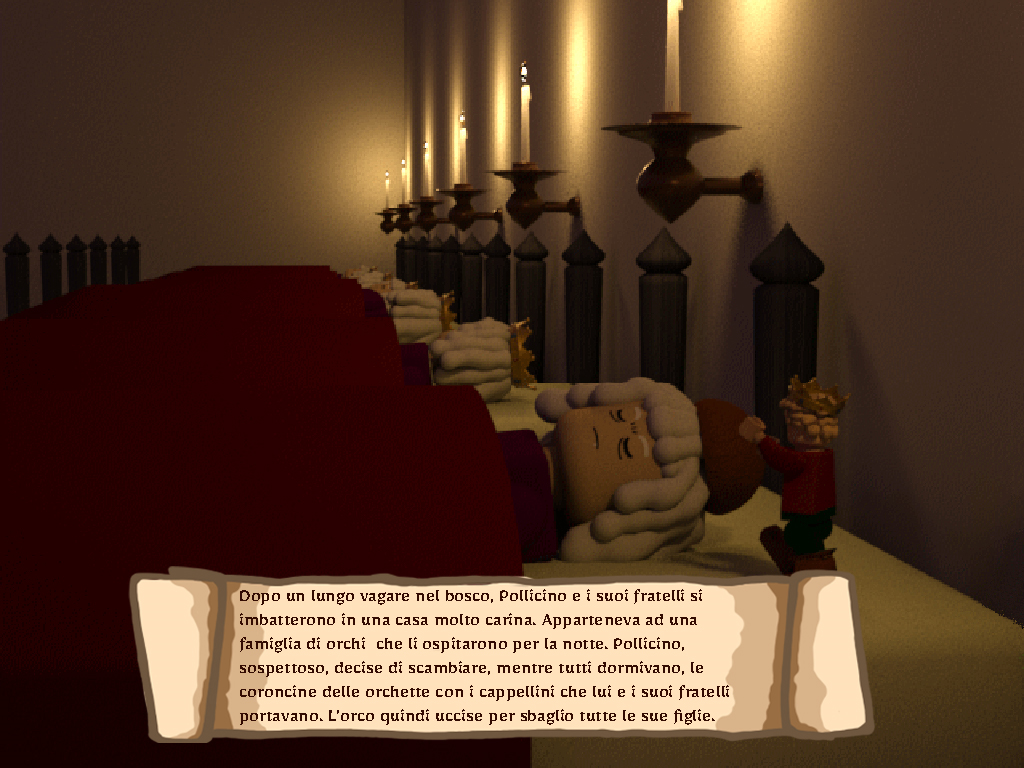 Dopo un lungo vagare nel bosco, Pollicino e i suoi fratelli si
imbatterono in una casa molto carina. Apparteneva ad una
famiglia di orchi  che li ospitarono per la notte. Pollicino,
sospettoso, decise di scambiare, mentre tutti dormivano, le
coroncine delle orchette con i cappellini che lui e i suoi fratelli
portavano. L'orco quindi uccise per sbaglio tutte le sue figlie.